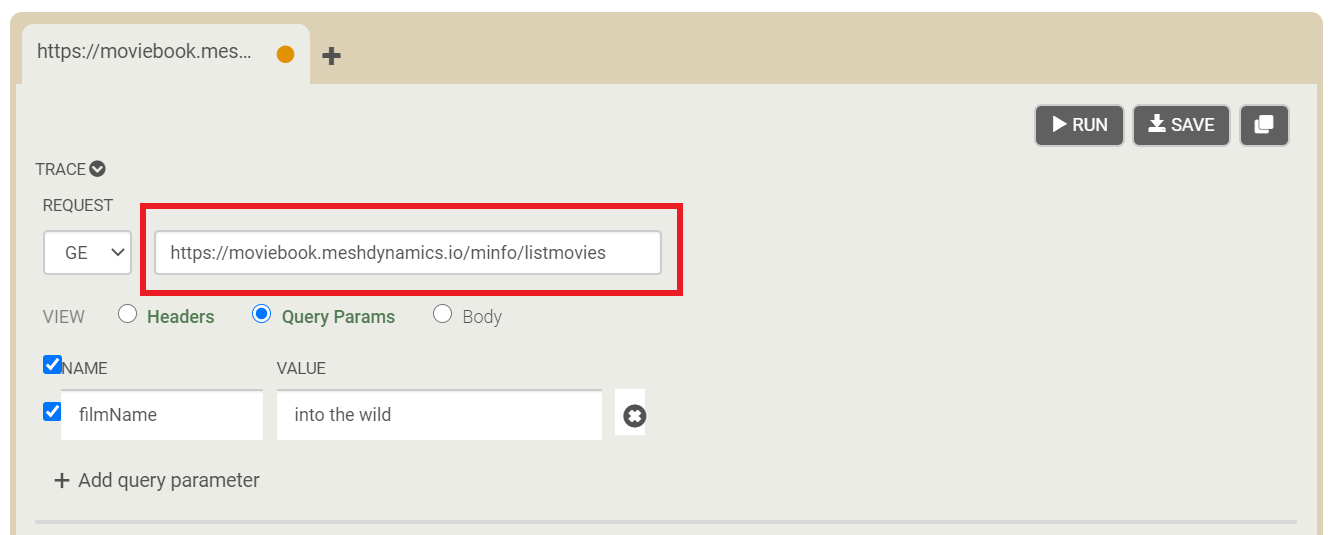 https://moviebook.mes...
RUN
SAVE
TRACE
REQUEST
GE
https://moviebook.meshdynamics.io/minfo/listmovies
VIEW Headers Query Params Body
NAME VALUE
filmName into the wild
Add query parameter